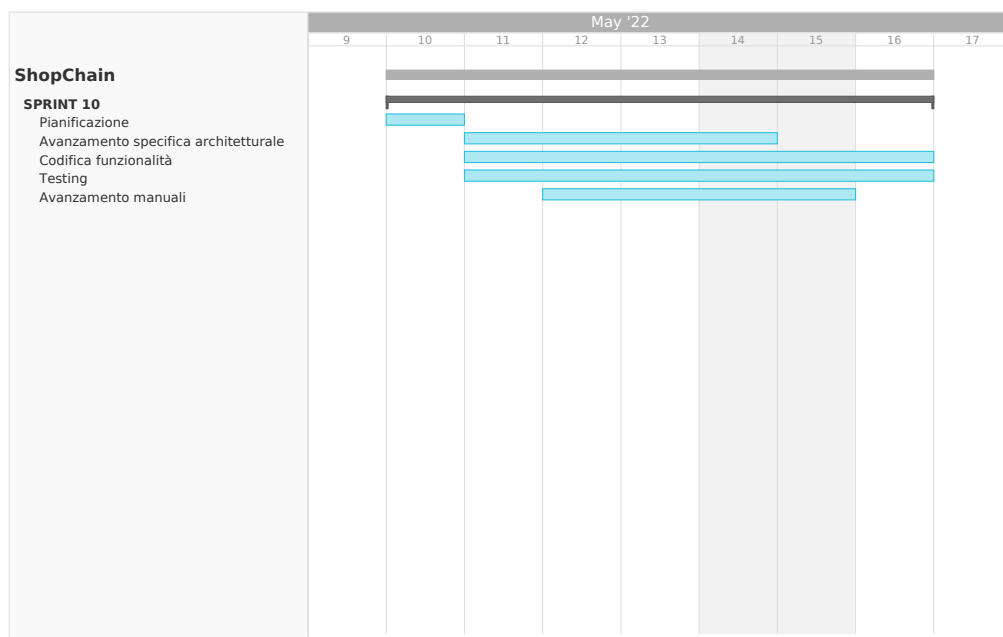 May '22
9 10 11 12 13 14 15 16 17
ShopChain
SPRINT 10
Pianificazione
Avanzamento specifica architetturale
Codifica funzionalità
Testing
Avanzamento manuali